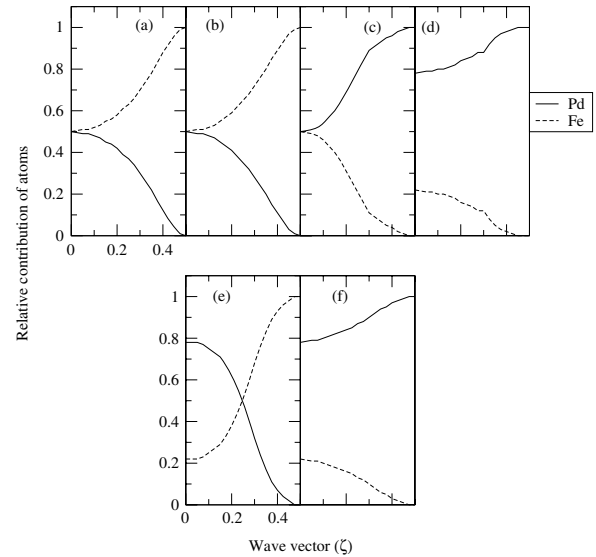 (a) (b) (c) (d)
1
0.8
0.6
0.4
0.2
0
0 0.2 0.4
Pd
Fe
Relative contribution of atoms
(e) (f)
1
0.8
0.6
0.4
0.2
0
0 0.2 0.4
Wave vector (ζ)